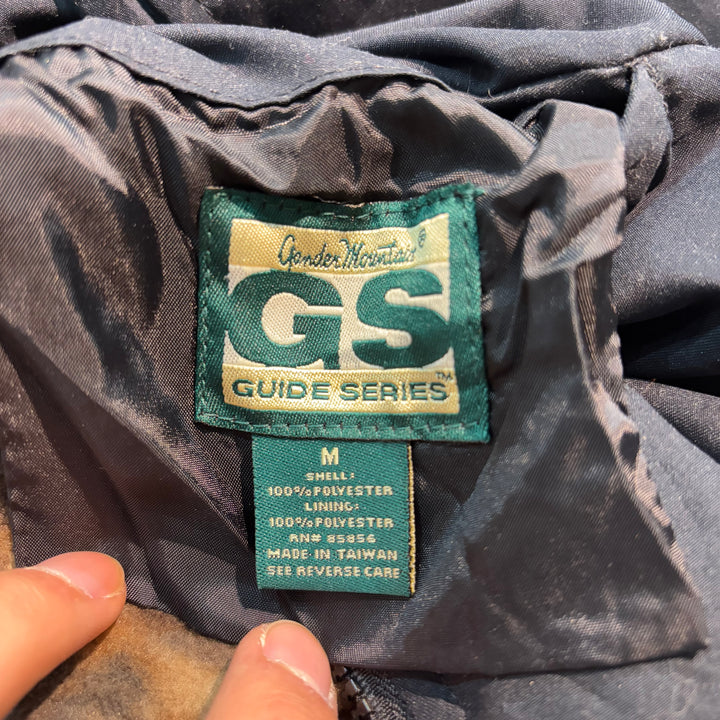 Gander Mountain®
GS
GUIDE SERIES™
M
SHELL:
100% POLYESTER
LINING:
100% POLYESTER
RN# 85856
MADE IN TAIWAN
SEE REVERSE CARE